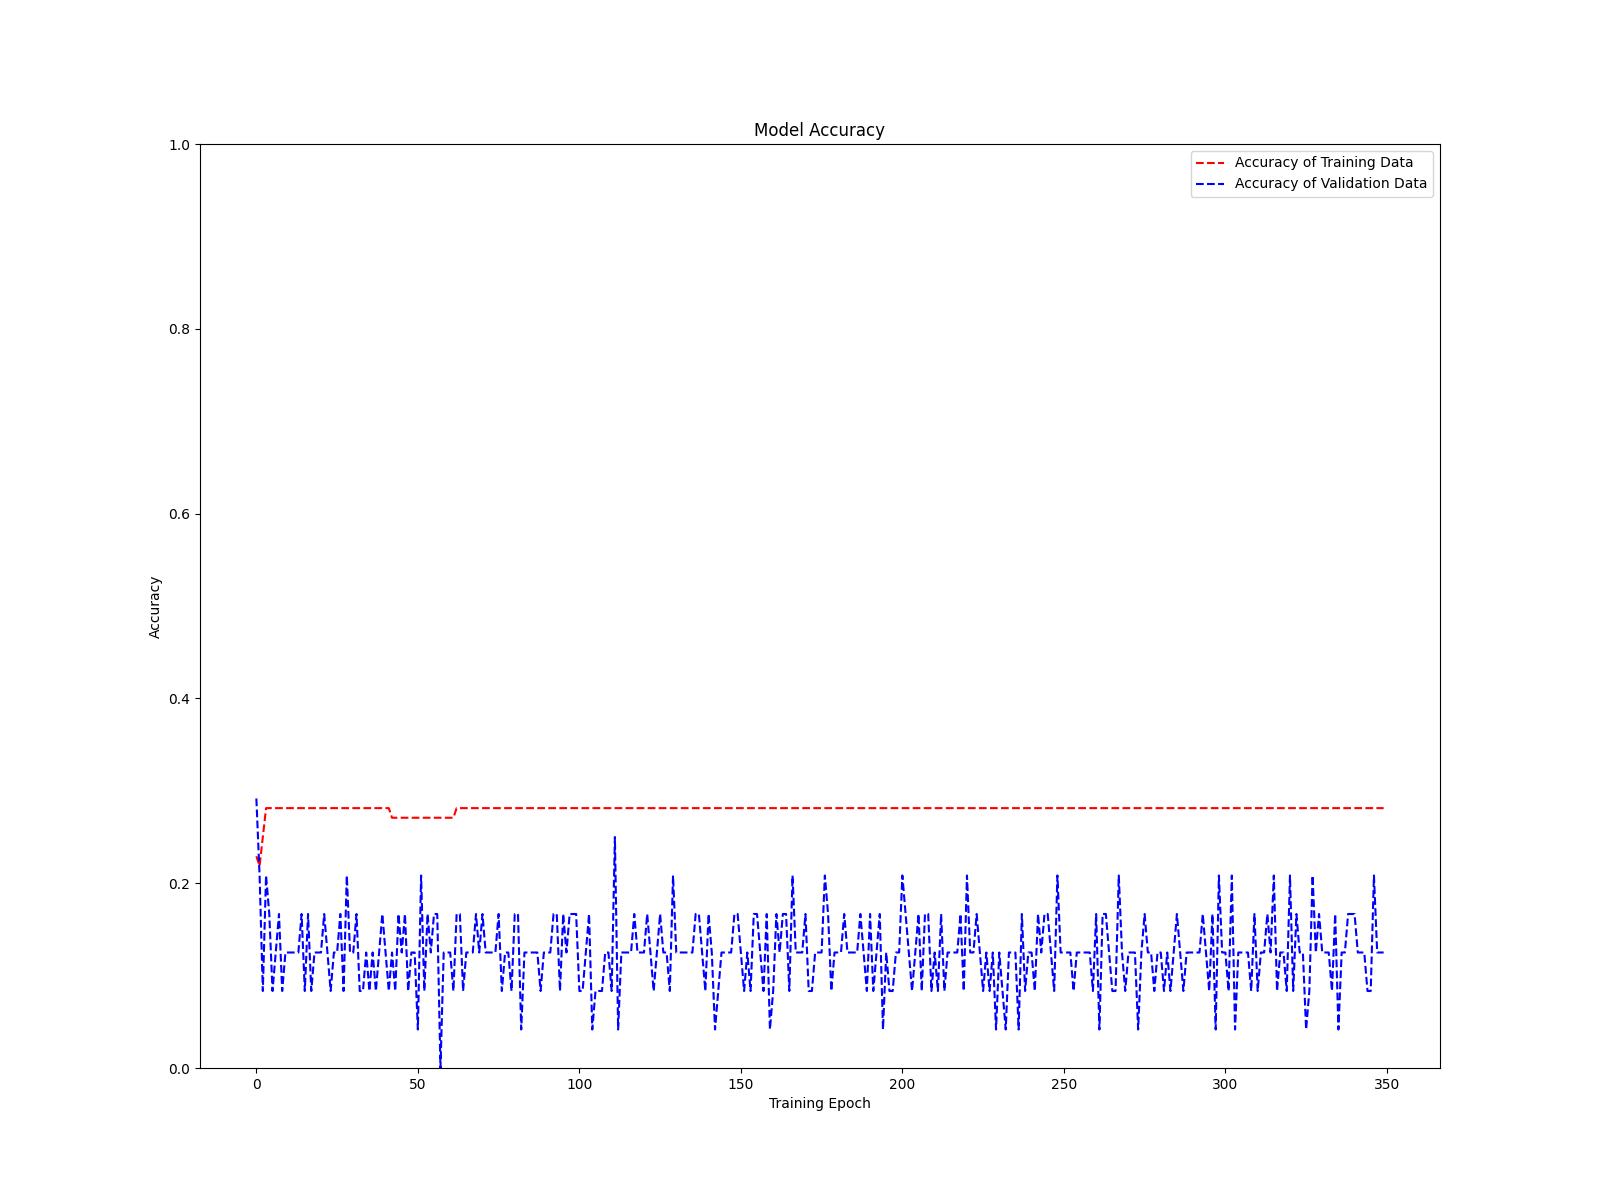 Model Accuracy
Accuracy of Training Data
Accuracy of Validation Data
1.0
0.8
0.6
0.4
0.2
0.0
Accuracy
0 50 100 150 200 250 300 350
Training Epoch